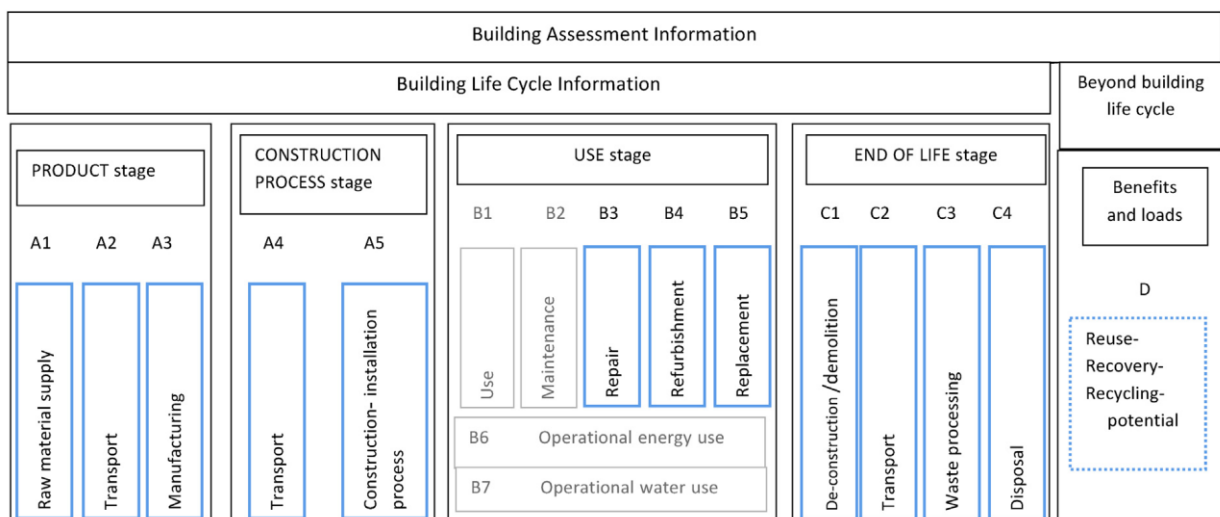 Building Assessment Information
Building Life Cycle Information
Beyond building
life cycle
PRODUCT stage
CONSTRUCTION
PROCESS stage
USE stage
END OF LIFE stage
Benefits
and loads
A1
A2
A3
A4
A5
B1
B2
B3
B4
B5
C1
C2
C3
C4
D
Raw material supply
Transport
Manufacturing
Transport
Construction- installation
process
Use
Maintenance
Repair
Refurbishment
Replacement
B6 Operational energy use
B7 Operational water use
De-construction /demolition
Transport
Waste processing
Disposal
Reuse-
Recovery-
Recycling-
potential